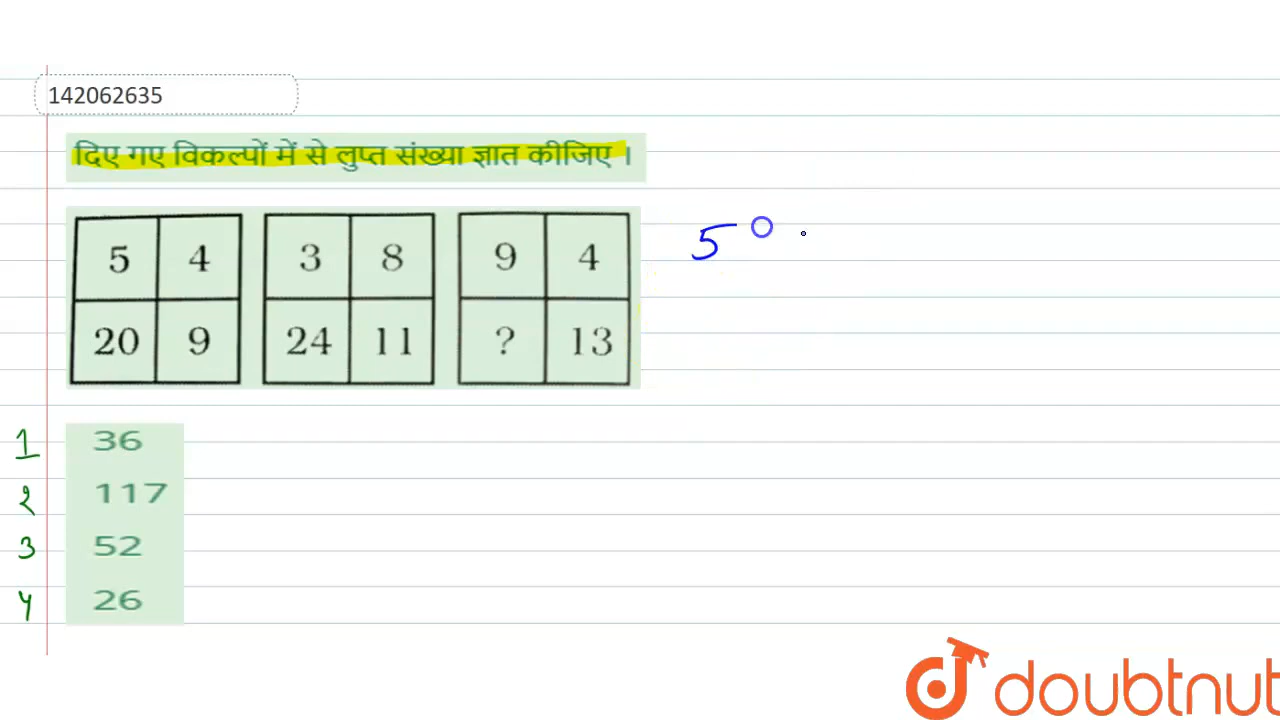 142062635
दिए गए विकल्पों में से लुप्त संख्या ज्ञात कीजिए ।
5 4 3 8 9 4 5
20 9 24 11 ? 13
1 36
2 117
3 52
4 26
doubtnut